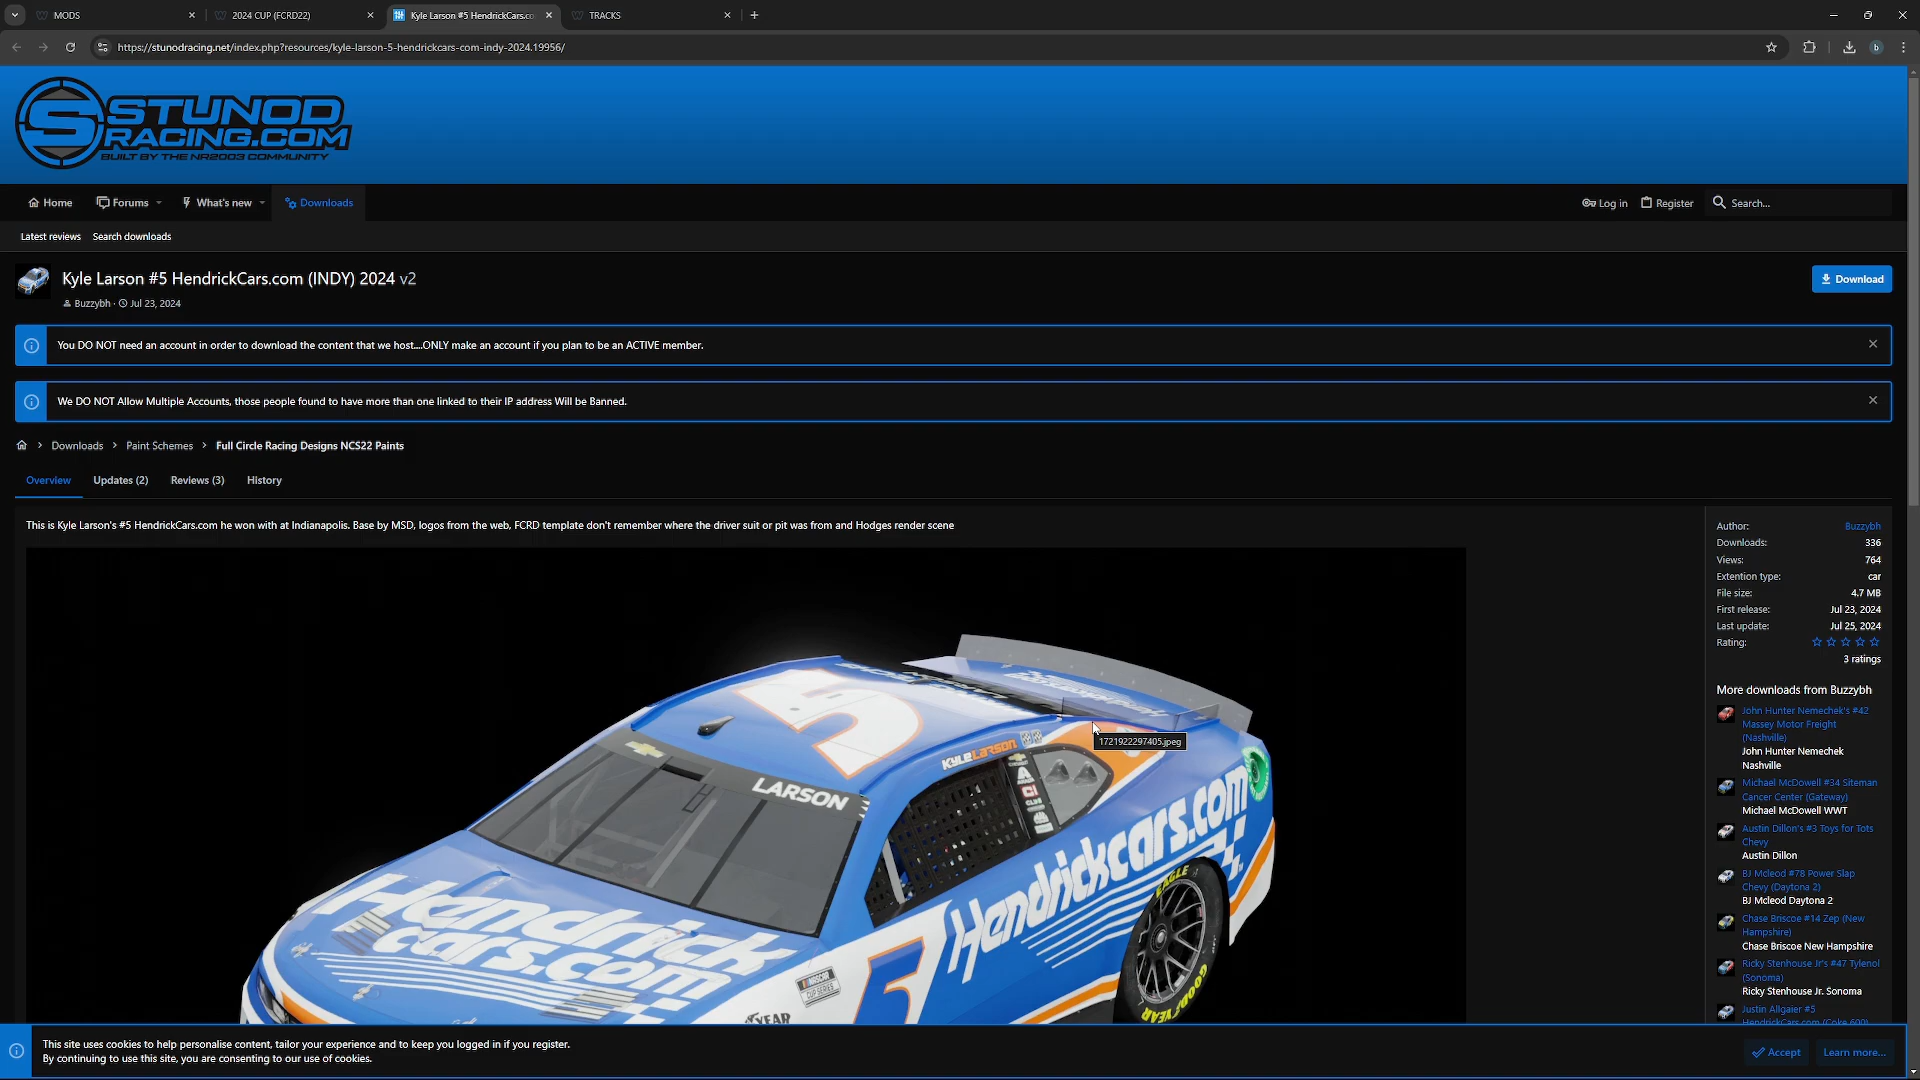 MODS
2024 CUP (FCRD22)
Kyle Larson #5 HendrickCars.co
TRACKS
https://stunodracing.net/index.php?resources/kyle-larson-5-hendrickcars-com-indy-2024.19956/
b
STUNOD
RACING.COM
BUILT BY THE NR2003 COMMUNITY
Home
Forums
What's new
Downloads
Log in
Register
Search...
Latest reviews
Search downloads
Kyle Larson #5 HendrickCars.com (INDY) 2024 v2
Download
Buzzybh · Jul 23, 2024
You DO NOT need an account in order to download the content that we host....ONLY make an account if you plan to be an ACTIVE member.
We DO NOT Allow Multiple Accounts, those people found to have more than one linked to their IP address Will be Banned.
Downloads
Paint Schemes
Full Circle Racing Designs NCS22 Paints
Overview
Updates (2)
Reviews (3)
History
This is Kyle Larson's #5 HendrickCars.com he won with at Indianapolis. Base by MSD, logos from the web, FCRD template don't remember where the driver suit or pit was from and Hodges render scene
Author: Buzzybh
Downloads: 336
Views: 764
Extention type: car
File size: 4.7 MB
First release: Jul 23, 2024
Last update: Jul 25, 2024
Rating:
3 ratings
More downloads from Buzzybh
John Hunter Nemechek's #42
Massey Motor Freight
(Nashville)
John Hunter Nemechek
Nashville
Michael McDowell #34 Siteman
Cancer Center (Gateway)
Michael McDowell WWT
Austin Dillon's #3 Toys for Tots
Chevy
Austin Dillon
BJ Mcleod #78 Power Slap
Chevy (Daytona 2)
BJ Mcleod Daytona 2
Chase Briscoe #14 Zep (New
Hampshire)
Chase Briscoe New Hampshire
Ricky Stenhouse Jr's #47 Tylenol
(Sonoma)
Ricky Stenhouse Jr. Sonoma
Justin Allgaier #5
HendrickCars.com (Coke 600)
5
KYLE LARSON
1721922297405.jpeg
LARSON
Hendrickcars.com
EAGLE
Hendrick
cars.com
NASCAR
CUP SERIES
5
GOODYEAR
This site uses cookies to help personalise content, tailor your experience and to keep you logged in if you register.
By continuing to use this site, you are consenting to our use of cookies.
Accept
Learn more...